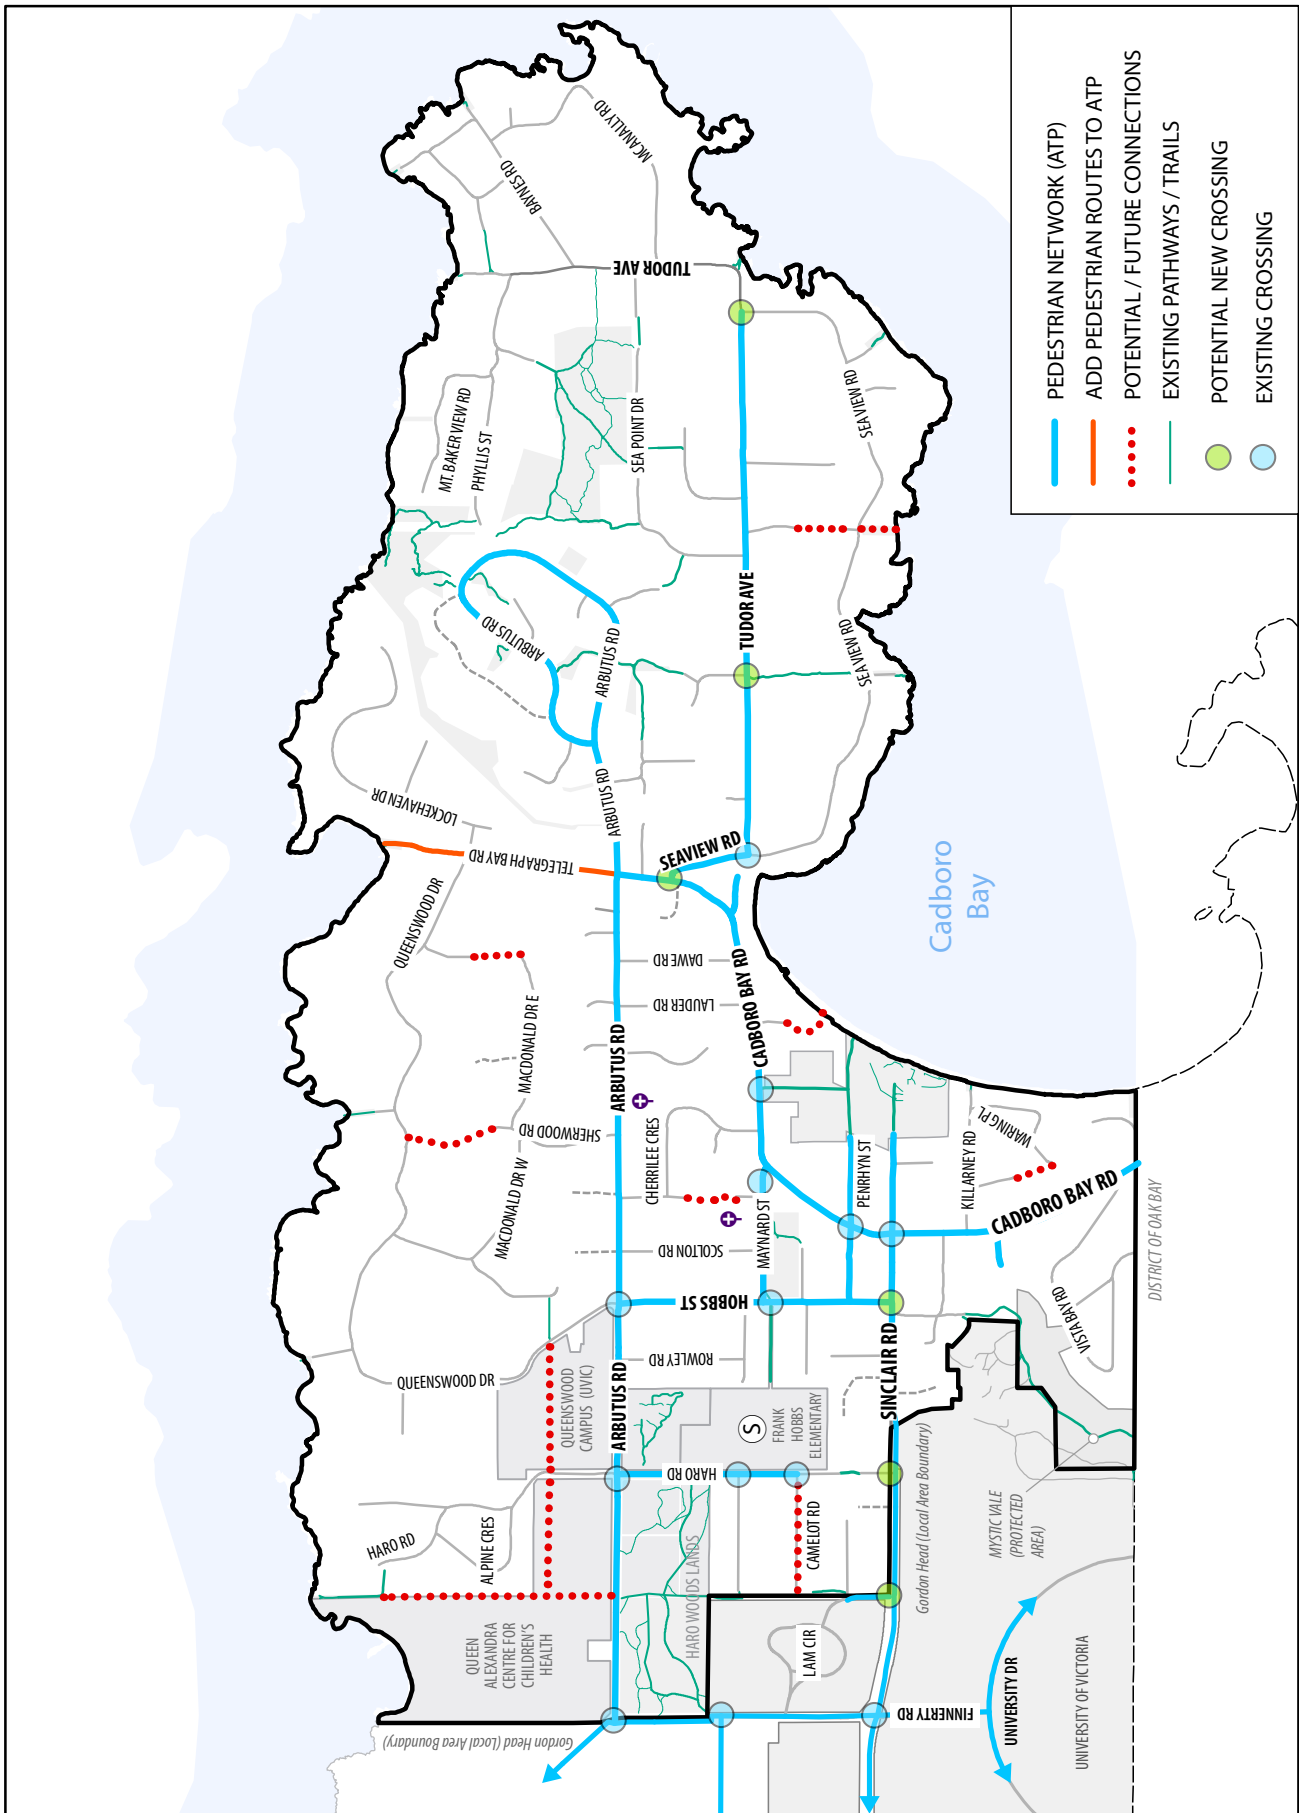 MCANALLY RD
BAYNES RD
TUDOR AVE
MT. BAKER VIEW RD
PHYLLIS ST
SEA POINT DR
SEA VIEW RD
ARBUTUS RD
ARBUTUS RD
TUDOR AVE
SEA VIEW RD
LOCKEHAVEN DR
ARBUTUS RD
TELEGRAPH BAY RD
SEAVIEW RD
QUEENSWOOD DR
DAWE RD
LAUDER RD
CADBORO BAY RD
Cadboro
Bay
MACDONALD DR E
ARBUTUS RD
SHERWOOD RD
CHERRILEE CRES
MACDONALD DR W
SCOLTON RD
MAYNARD ST
PENRHYN ST
KILLARNEY RD
WARING PL
CADBORO BAY RD
DISTRICT OF OAK BAY
HOBBS ST
ROWLEY RD
VISTA BAY RD
SINCLAIR RD
QUEENSWOOD DR
QUEENSWOOD
CAMPUS (UVIC)
ARBUTUS RD
S
FRANK
HOBBS
ELEMENTARY
HARO RD
CAMELOT RD
HARO RD
ALPINE CRES
HARO WOODS LANDS
Gordon Head (Local Area Boundary)
MYSTIC VALE
(PROTECTED
AREA)
QUEEN
ALEXANDRA
CENTRE FOR
CHILDREN'S
HEALTH
LAM CIR
FINNERTY RD
UNIVERSITY DR
UNIVERSITY OF VICTORIA
Gordon Head (Local Area Boundary)
PEDESTRIAN NETWORK (ATP)
ADD PEDESTRIAN ROUTES TO ATP
POTENTIAL / FUTURE CONNECTIONS
EXISTING PATHWAYS / TRAILS
POTENTIAL NEW CROSSING
EXISTING CROSSING